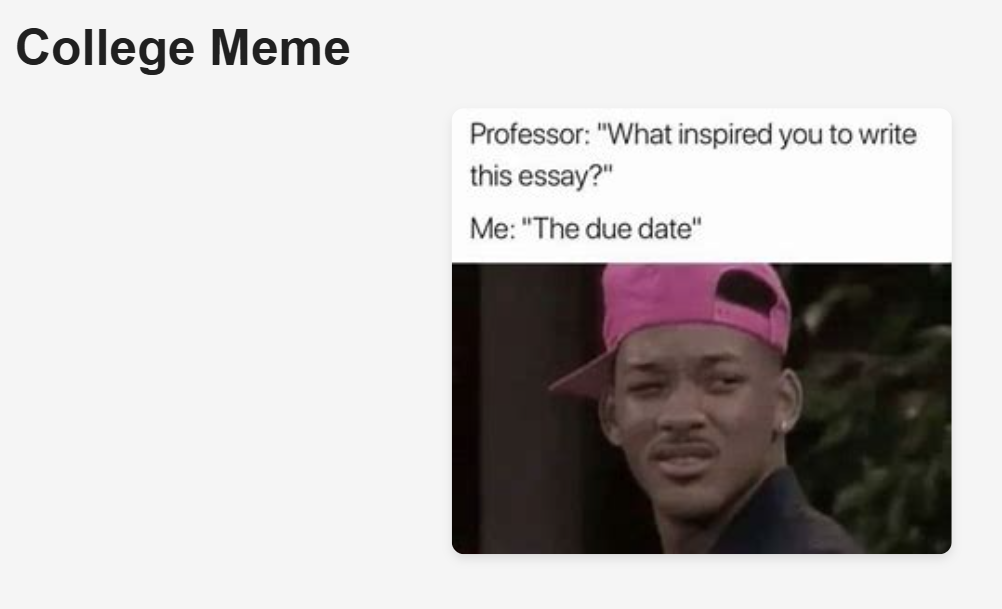 College Meme
Professor: "What inspired you to write
this essay?"
Me: "The due date"